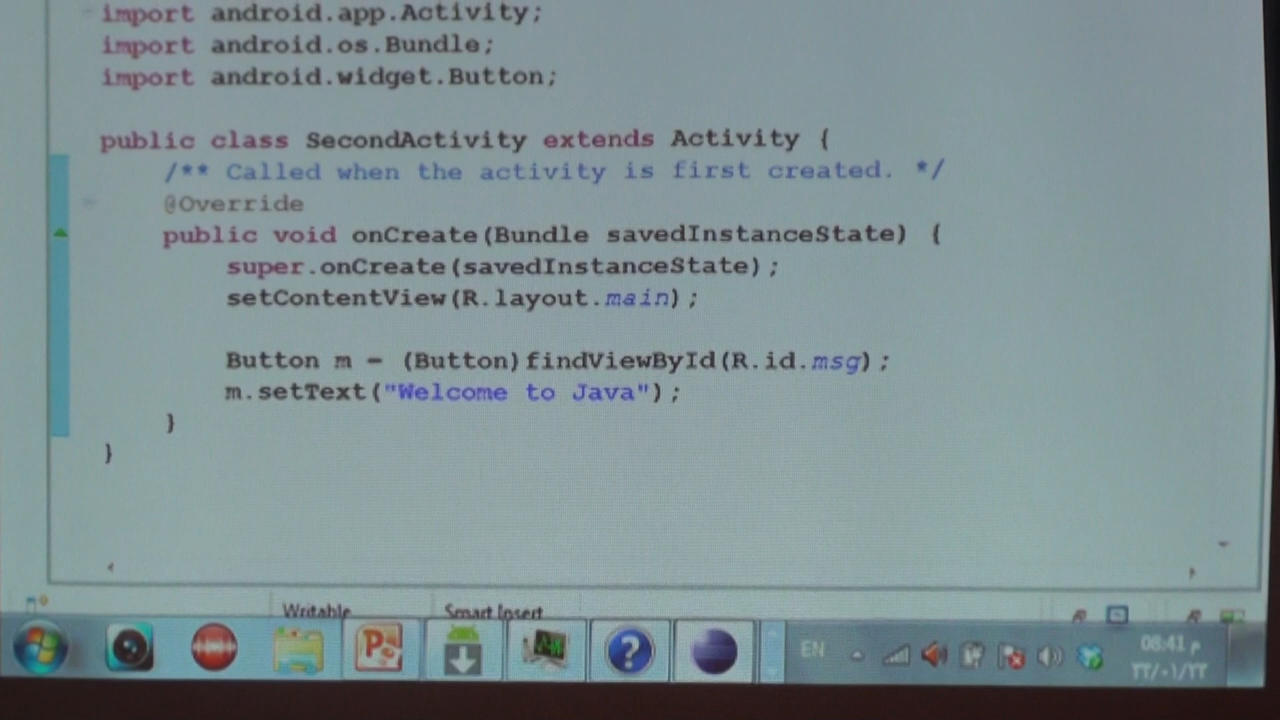 import android.app.Activity;
import android.os.Bundle;
import android.widget.Button;
public class SecondActivity extends Activity {
/** Called when the activity is first created. */
@Override
public void onCreate(Bundle savedInstanceState) {
super.onCreate(savedInstanceState);
setContentView(R.layout.main);
Button m = (Button)findViewById(R.id.msg);
m.setText("Welcome to Java");
}
}
Writable
Smart Insert
EN
08:41 م